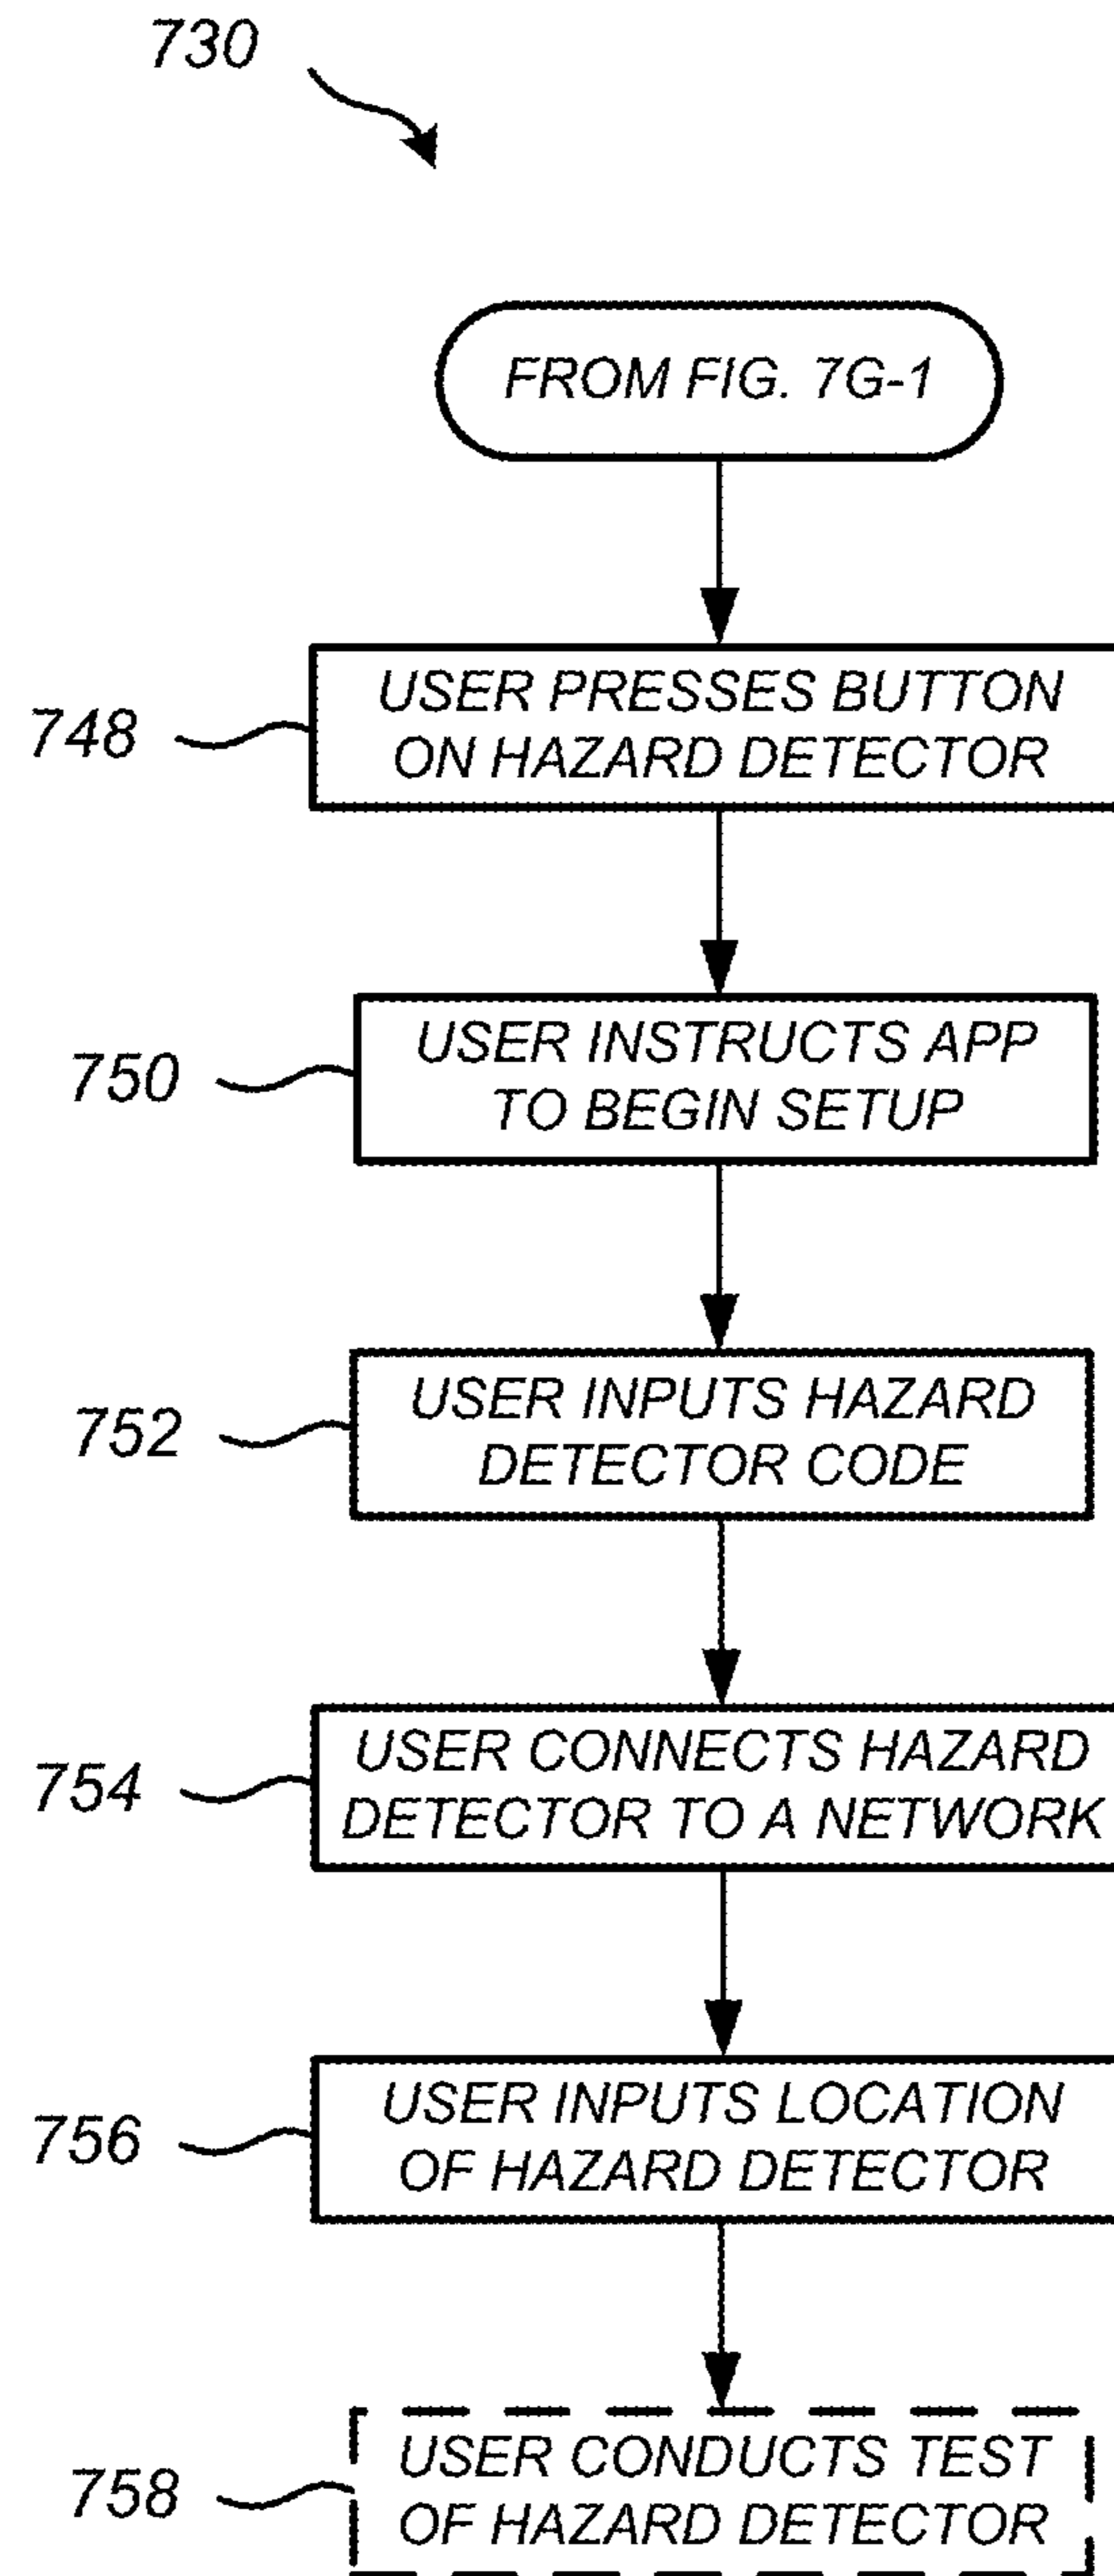 730
FROM FIG. 7G-1
748
USER PRESSES BUTTON
ON HAZARD DETECTOR
750
USER INSTRUCTS APP
TO BEGIN SETUP
752
USER INPUTS HAZARD
DETECTOR CODE
754
USER CONNECTS HAZARD
DETECTOR TO A NETWORK
756
USER INPUTS LOCATION
OF HAZARD DETECTOR
758
USER CONDUCTS TEST
OF HAZARD DETECTOR